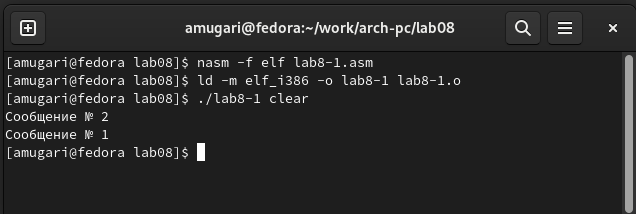 amugari@fedora:~/work/arch-pc/lab08
[amugari@fedora lab08]$ nasm -f elf lab8-1.asm
[amugari@fedora lab08]$ ld -m elf_i386 -o lab8-1 lab8-1.o
[amugari@fedora lab08]$ ./lab8-1 clear
Сообщение № 2
Сообщение № 1
[amugari@fedora lab08]$